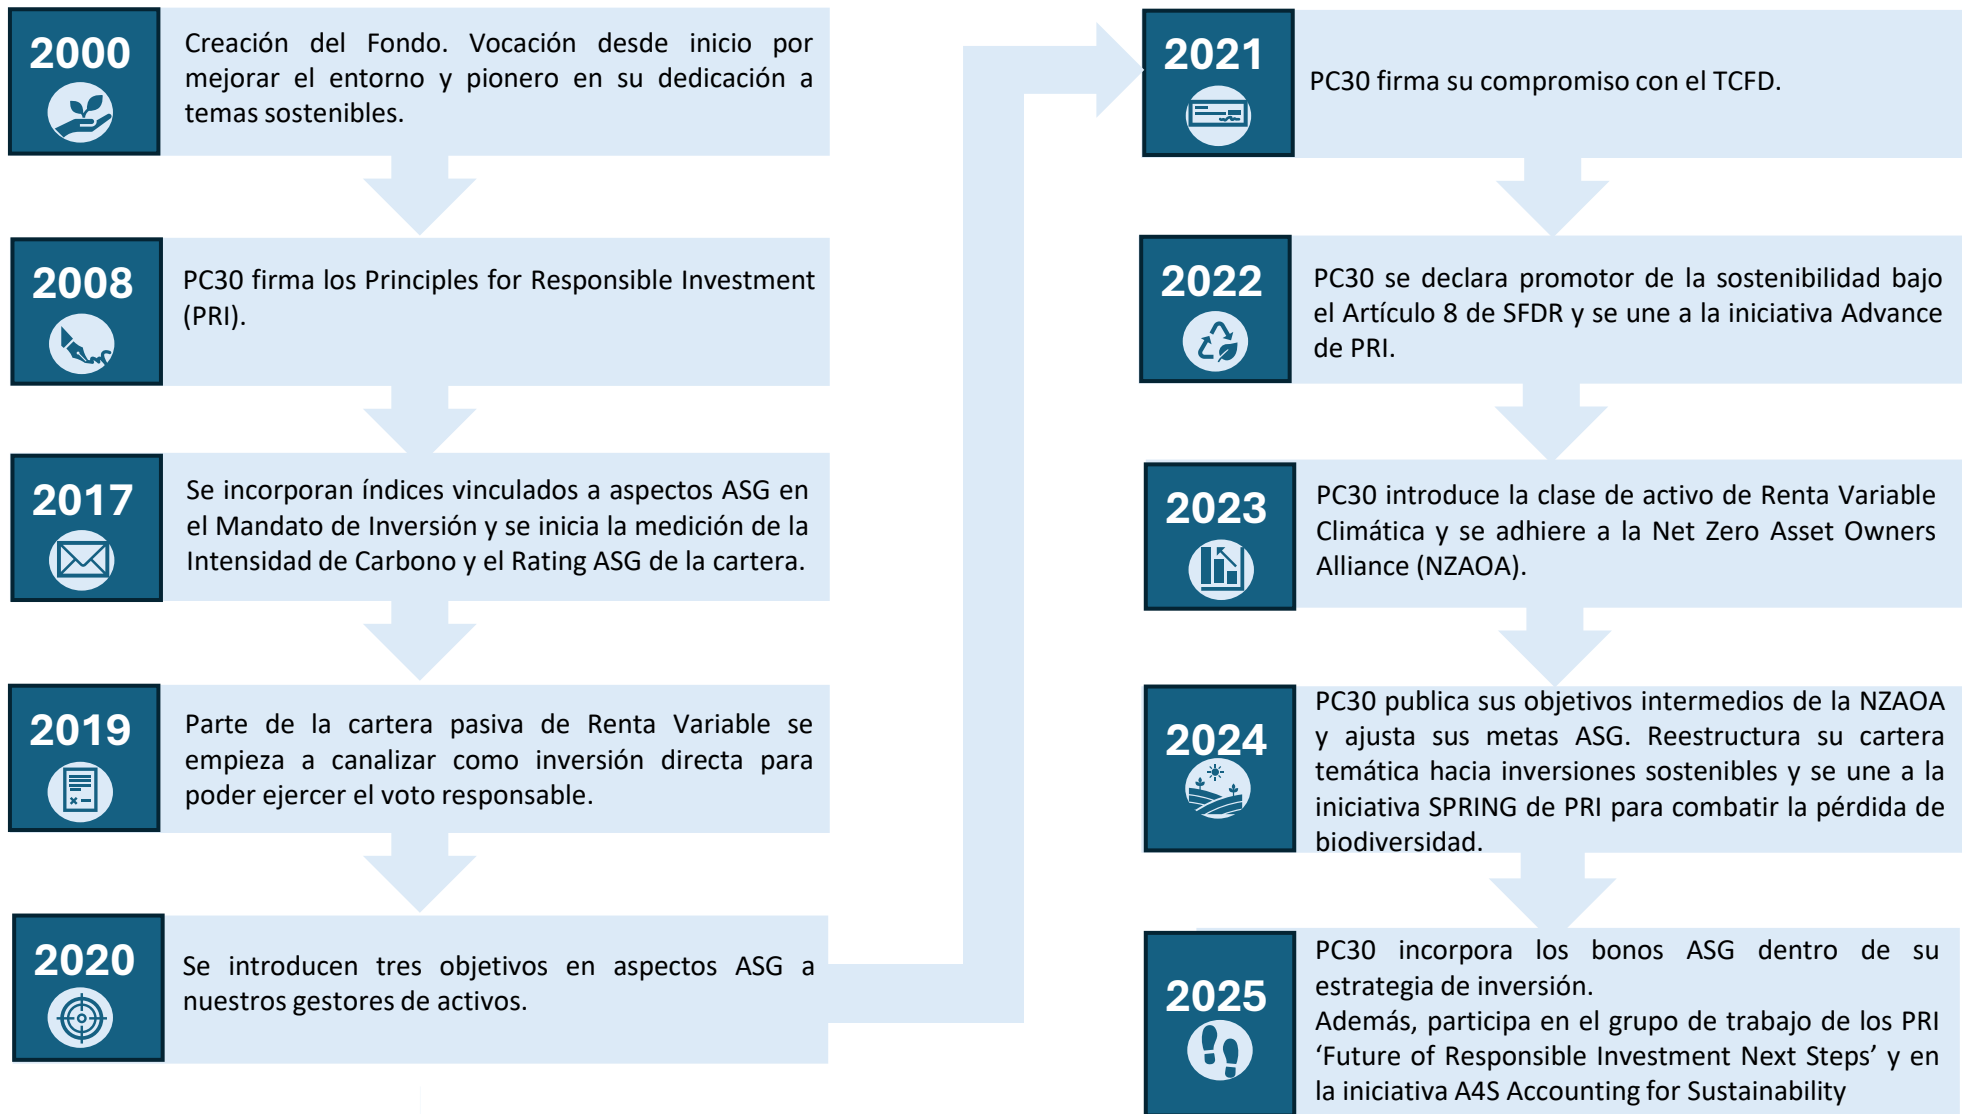 2000
Creación del Fondo. Vocación desde inicio por
mejorar el entorno y pionero en su dedicación a
temas sostenibles.
2008
PC30 firma los Principles for Responsible Investment
(PRI).
2017
Se incorporan índices vinculados a aspectos ASG en
el Mandato de Inversión y se inicia la medición de la
Intensidad de Carbono y el Rating ASG de la cartera.
2019
Parte de la cartera pasiva de Renta Variable se
empieza a canalizar como inversión directa para
poder ejercer el voto responsable.
2020
Se introducen tres objetivos en aspectos ASG a
nuestros gestores de activos.
2021
PC30 firma su compromiso con el TCFD.
2022
PC30 se declara promotor de la sostenibilidad bajo
el Artículo 8 de SFDR y se une a la iniciativa Advance
de PRI.
2023
PC30 introduce la clase de activo de Renta Variable
Climática y se adhiere a la Net Zero Asset Owners
Alliance (NZAOA).
2024
PC30 publica sus objetivos intermedios de la NZAOA
y ajusta sus metas ASG. Reestructura su cartera
temática hacia inversiones sostenibles y se une a la
iniciativa SPRING de PRI para combatir la pérdida de
biodiversidad.
2025
PC30 incorpora los bonos ASG dentro de su
estrategia de inversión.
Además, participa en el grupo de trabajo de los PRI
‘Future of Responsible Investment Next Steps’ y en
la iniciativa A4S Accounting for Sustainability